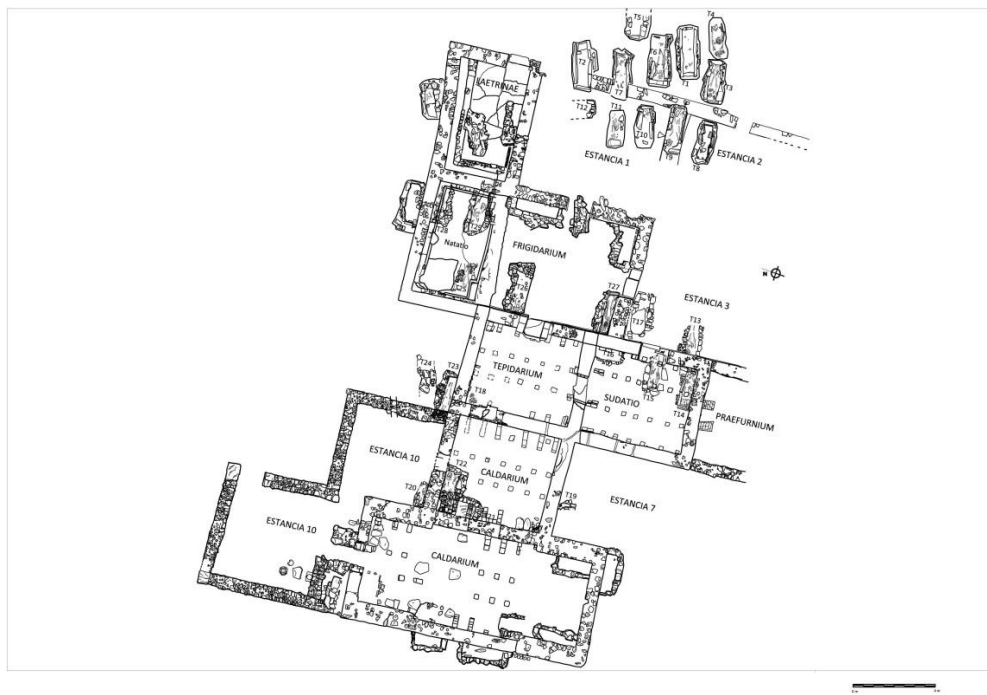 T5
T4
T2
T6
T1
T3
T7
LAETRINAE
T12
T11
T10
T9
T8
ESTANCIA 1
ESTANCIA 2
T28
Natatio
FRIGIDARIUM
T25
T26
N
ESTANCIA 3
T27
T17
T13
T16
T24
T23
TEPIDARIUM
T15
T18
SUDATIO
T14
PRAEFURNIUM
ESTANCIA 10
T22
CALDARIUM
T20
T19
ESTANCIA 7
ESTANCIA 10
CALDARIUM